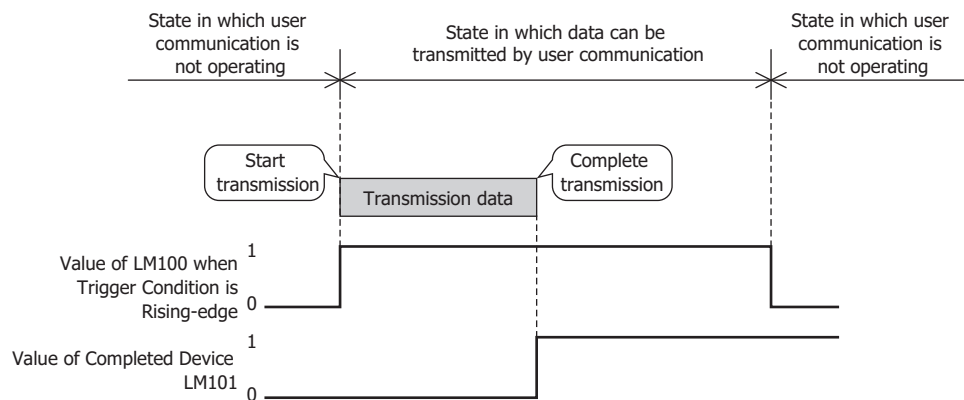 State in which user
communication is
not operating
State in which data can be
transmitted by user communication
State in which user
communication is
not operating
Start
transmission
Complete
transmission
Transmission data
Value of LM100 when
Trigger Condition is
Rising-edge
1
0
Value of Completed Device
LM101
1
0